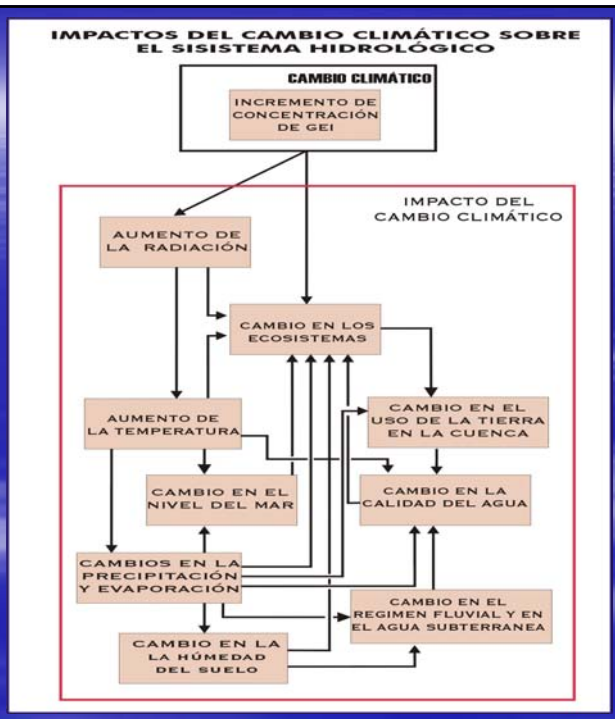 IMPACTOS DEL CAMBIO CLIMÁTICO SOBRE
EL SISISTEMA HIDROLÓGICO
CAMBIO CLIMÁTICO
INCREMENTO DE
CONCENTRACIÓN
DE GEI
IMPACTO DEL
CAMBIO CLIMÁTICO
AUMENTO DE
LA RADIACIÓN
CAMBIO EN LOS
ECOSISTEMAS
AUMENTO DE
LA TEMPERATURA
CAMBIO EN EL
USO DE LA TIERRA
EN LA CUENCA
CAMBIO EN EL
NIVEL DEL MAR
CAMBIO EN LA
CALIDAD DEL AGUA
CAMBIOS EN LA
PRECIPITACIÓN
Y EVAPORACIÓN
CAMBIO EN EL
REGIMEN FLUVIAL Y EN
EL AGUA SUBTERRANEA
CAMBIO EN LA
LA HÚMEDAD
DEL SUELO